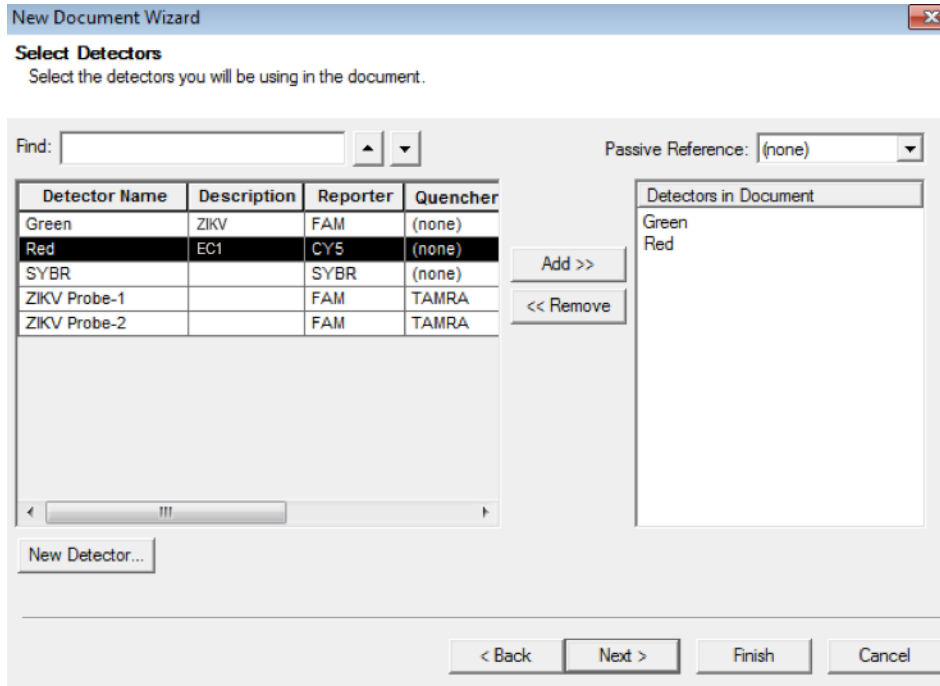 New Document Wizard
Select Detectors
Select the detectors you will be using in the document.
Find:
Passive Reference: (none)
Detector Name Description Reporter Quencher
Green ZIKV FAM (none)
Red EC1 CY5 (none)
SYBR SYBR (none)
ZIKV Probe-1 FAM TAMRA
ZIKV Probe-2 FAM TAMRA
Add >>
<< Remove
Detectors in Document
Green
Red
New Detector...
< Back Next > Finish Cancel